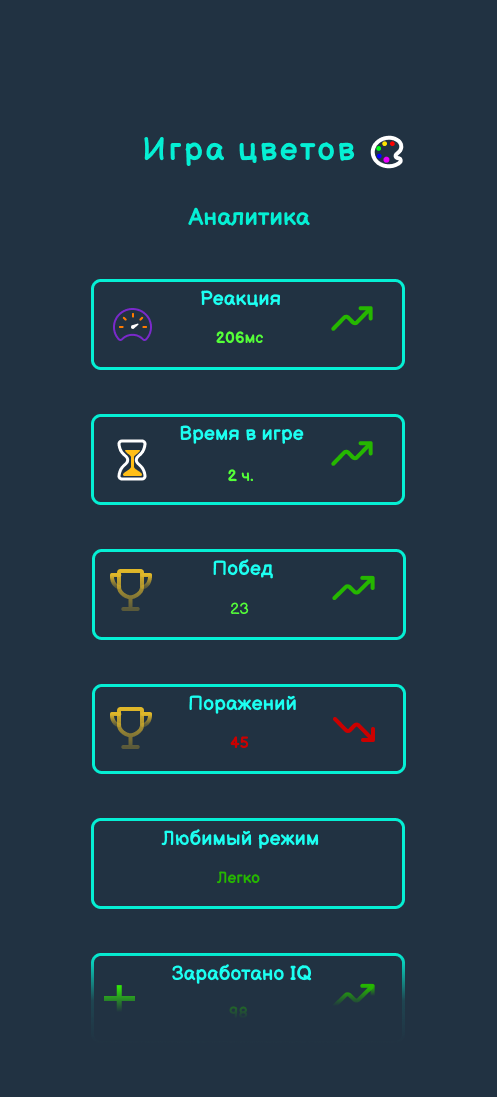 Игра цветов
Аналитика
Реакция
206мс
Время в игре
2 ч.
Побед
23
Поражений
45
Любимый режим
Легко
Заработано IQ